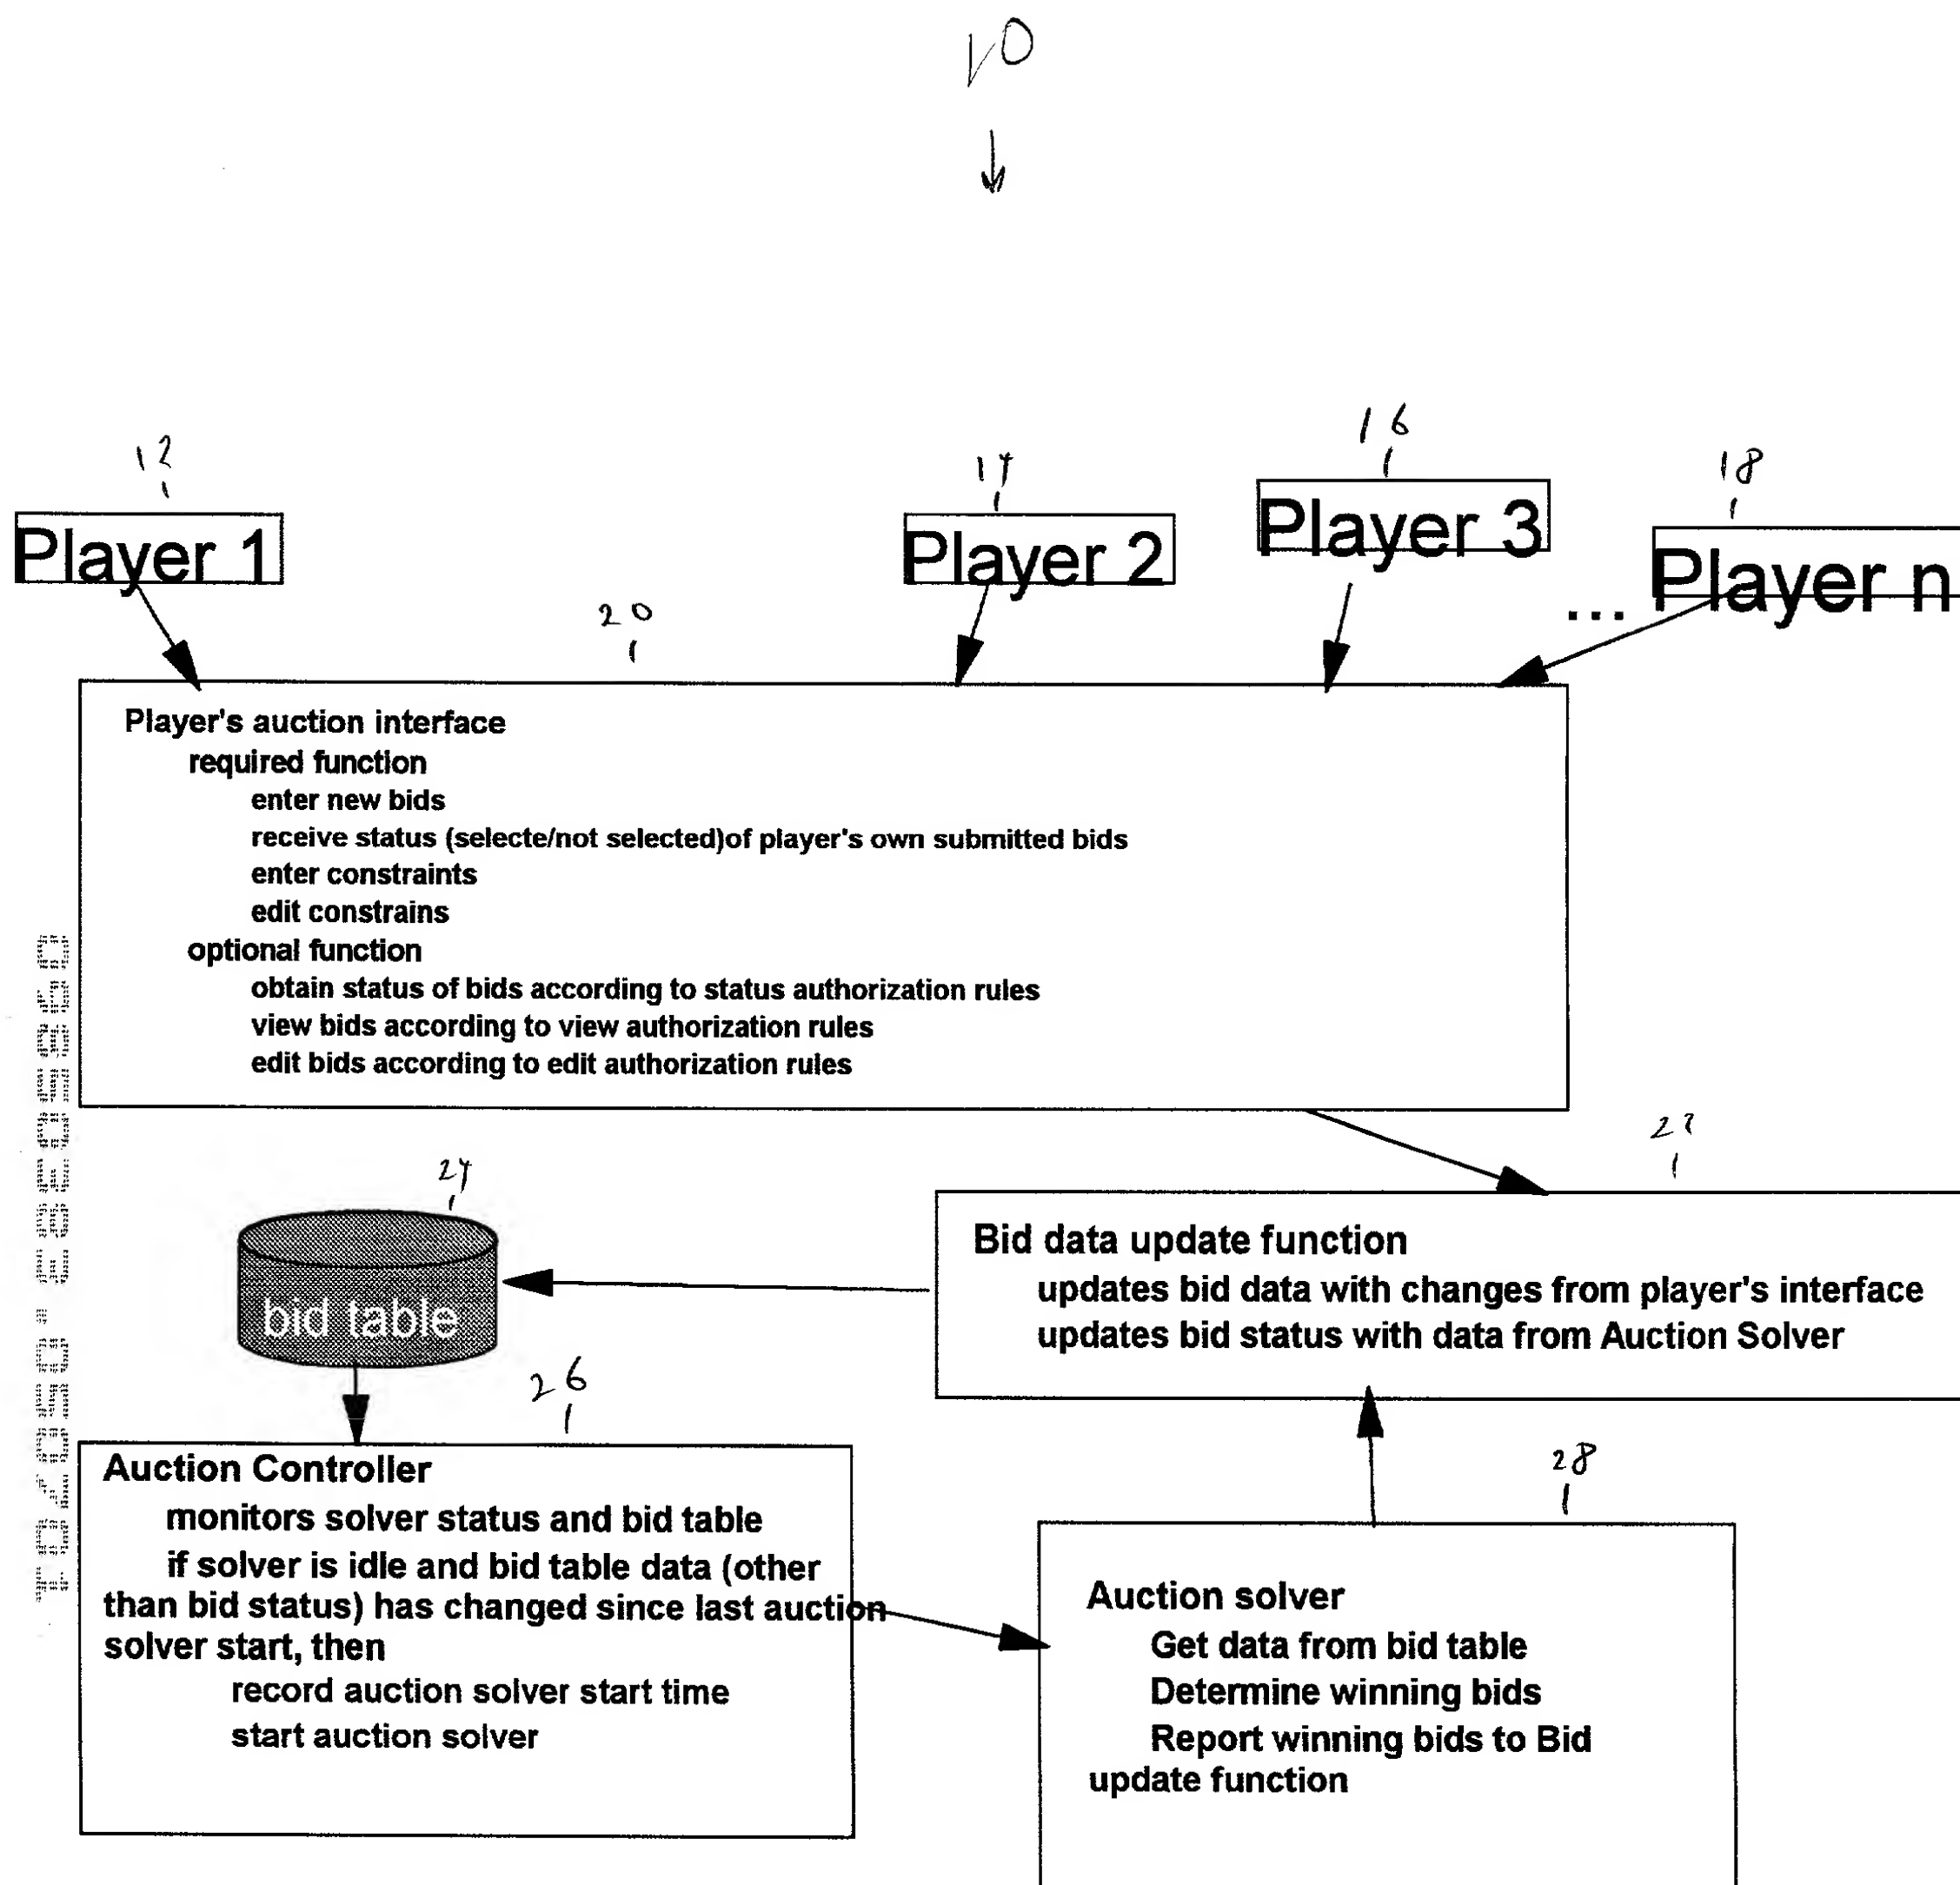 10
12
14
16
18
Player 1
Player 2
Player 3
... Player n
20
Player's auction interface
required function
enter new bids
receive status (selecte/not selected)of player's own submitted bids
enter constraints
edit constrains
optional function
obtain status of bids according to status authorization rules
view bids according to view authorization rules
edit bids according to edit authorization rules
22
Bid data update function
updates bid data with changes from player's interface
updates bid status with data from Auction Solver
24
bid table
26
Auction Controller
monitors solver status and bid table
if solver is idle and bid table data (other
than bid status) has changed since last auction
solver start, then
record auction solver start time
start auction solver
28
Auction solver
Get data from bid table
Determine winning bids
Report winning bids to Bid
update function